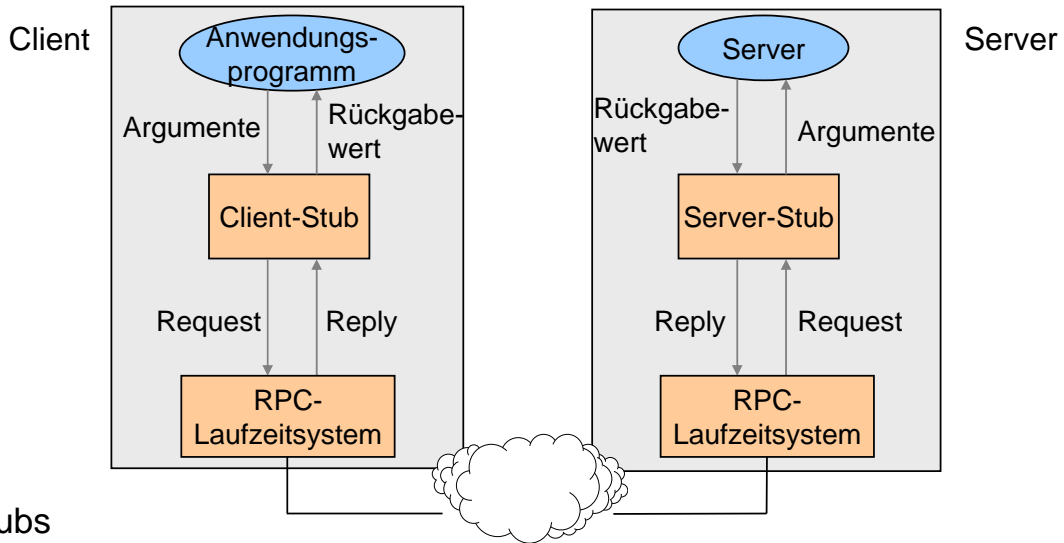 Client
Anwendungs-
programm
Argumente
Rückgabe-
wert
Client-Stub
Request
Reply
RPC-
Laufzeitsystem
Server
Server
Rückgabe-
wert
Argumente
Server-Stub
Reply
Request
RPC-
Laufzeitsystem
ubs